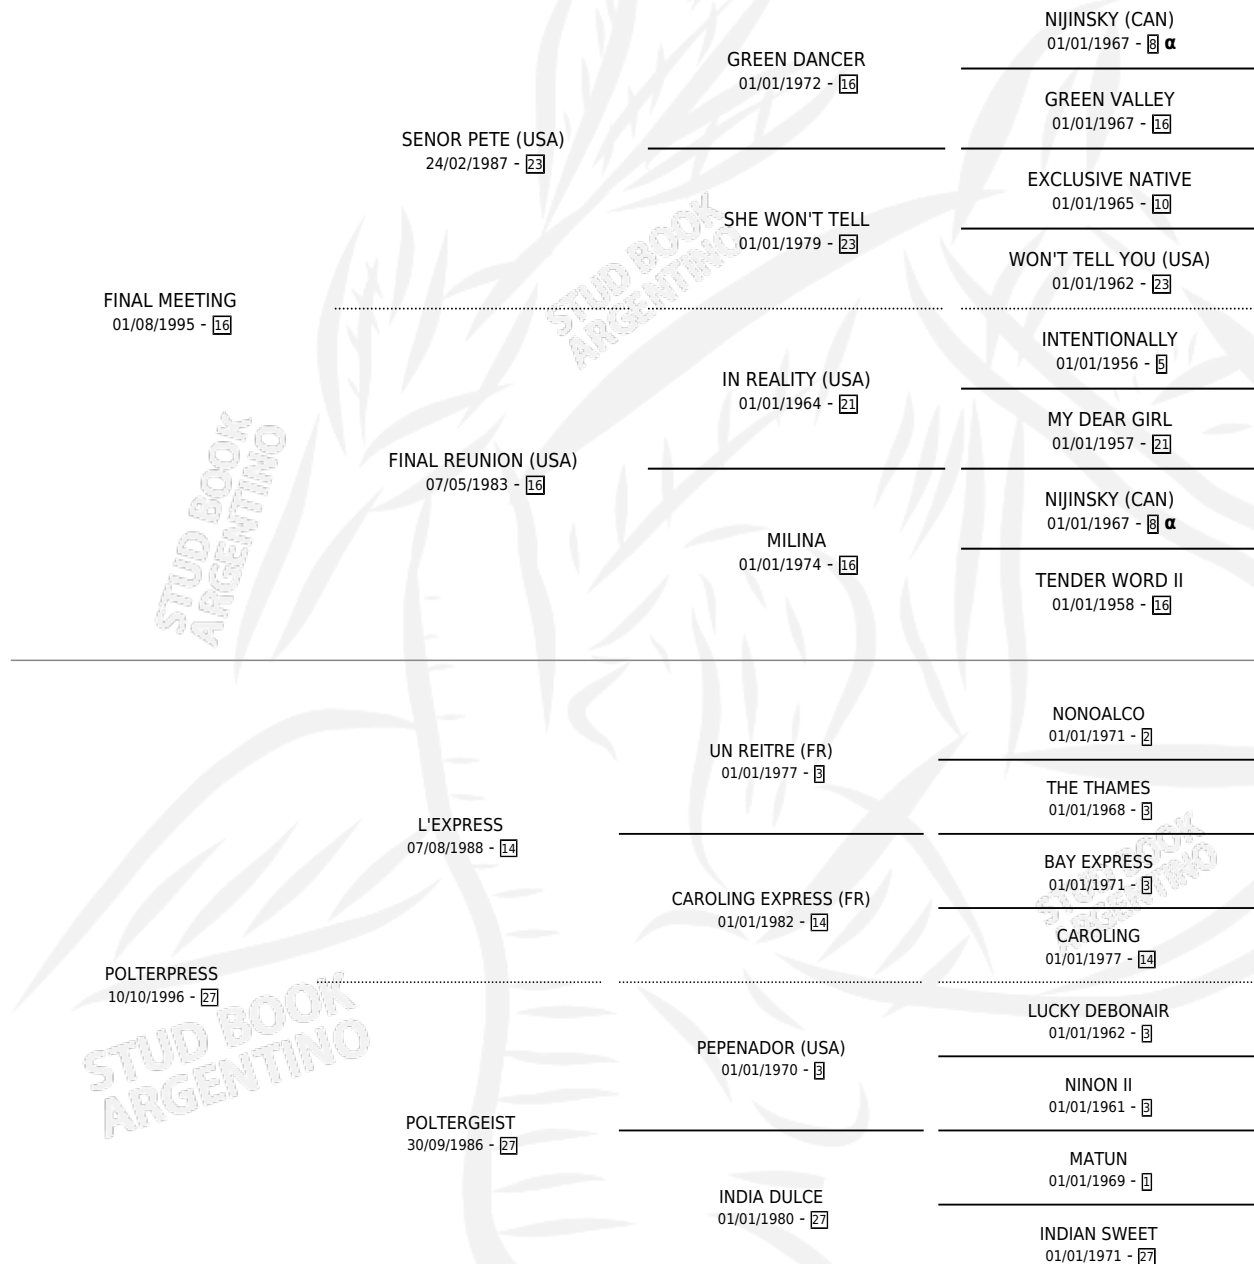 NIJINSKY (CAN)
01/01/1967 - 8 α
GREEN DANCER
01/01/1972 - 16
GREEN VALLEY
01/01/1967 - 16
SENOR PETE (USA)
24/02/1987 - 23
EXCLUSIVE NATIVE
01/01/1965 - 10
SHE WON'T TELL
01/01/1979 - 23
WON'T TELL YOU (USA)
01/01/1962 - 23
FINAL MEETING
01/08/1995 - 16
STUD BOOK
ARGENTINO
INTENTIONALLY
01/01/1956 - 5
IN REALITY (USA)
01/01/1964 - 21
MY DEAR GIRL
01/01/1957 - 21
FINAL REUNION (USA)
07/05/1983 - 16
STUD BOOK
ARGENTINO
NIJINSKY (CAN)
01/01/1967 - 8 α
MILINA
01/01/1974 - 16
TENDER WORD II
01/01/1958 - 16
NONOALCO
01/01/1971 - 2
UN REITRE (FR)
01/01/1977 - 3
THE THAMES
01/01/1968 - 3
L'EXPRESS
07/08/1988 - 14
BAY EXPRESS
01/01/1971 - 3
STUD BOOK
ARGENTINO
CAROLING EXPRESS (FR)
01/01/1982 - 14
CAROLING
01/01/1977 - 14
POLTERPRESS
10/10/1996 - 27
STUD BOOK
ARGENTINO
LUCKY DEBONAIR
01/01/1962 - 3
PEPENADOR (USA)
01/01/1970 - 3
NINON II
01/01/1961 - 3
POLTERGEIST
30/09/1986 - 27
MATUN
01/01/1969 - 1
INDIA DULCE
01/01/1980 - 27
INDIAN SWEET
01/01/1971 - 27